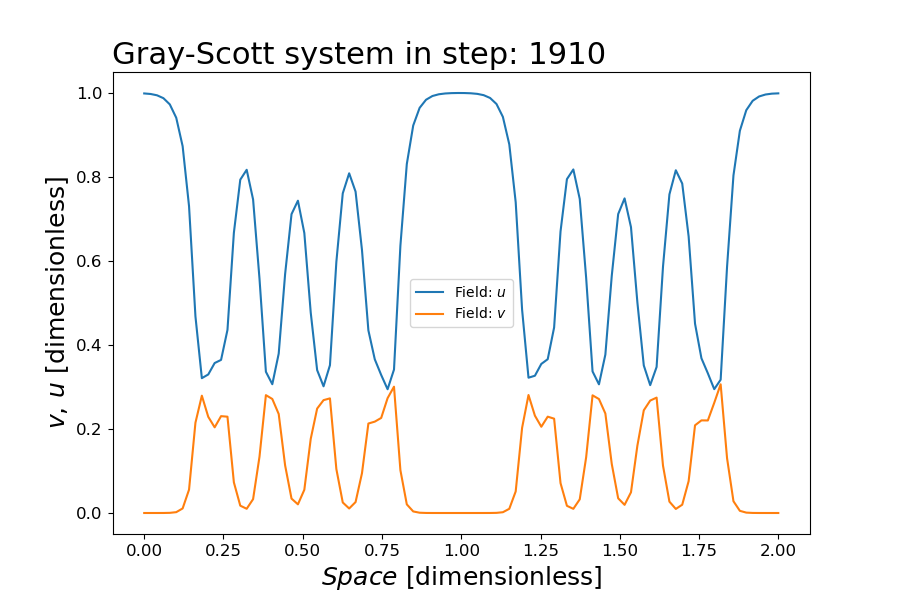 Gray-Scott system in step: 1910
1.0
0.8
0.6
0.4
0.2
0.0
v, u [dimensionless]
Field: u
Field: v
0.00 0.25 0.50 0.75 1.00 1.25 1.50 1.75 2.00
Space [dimensionless]